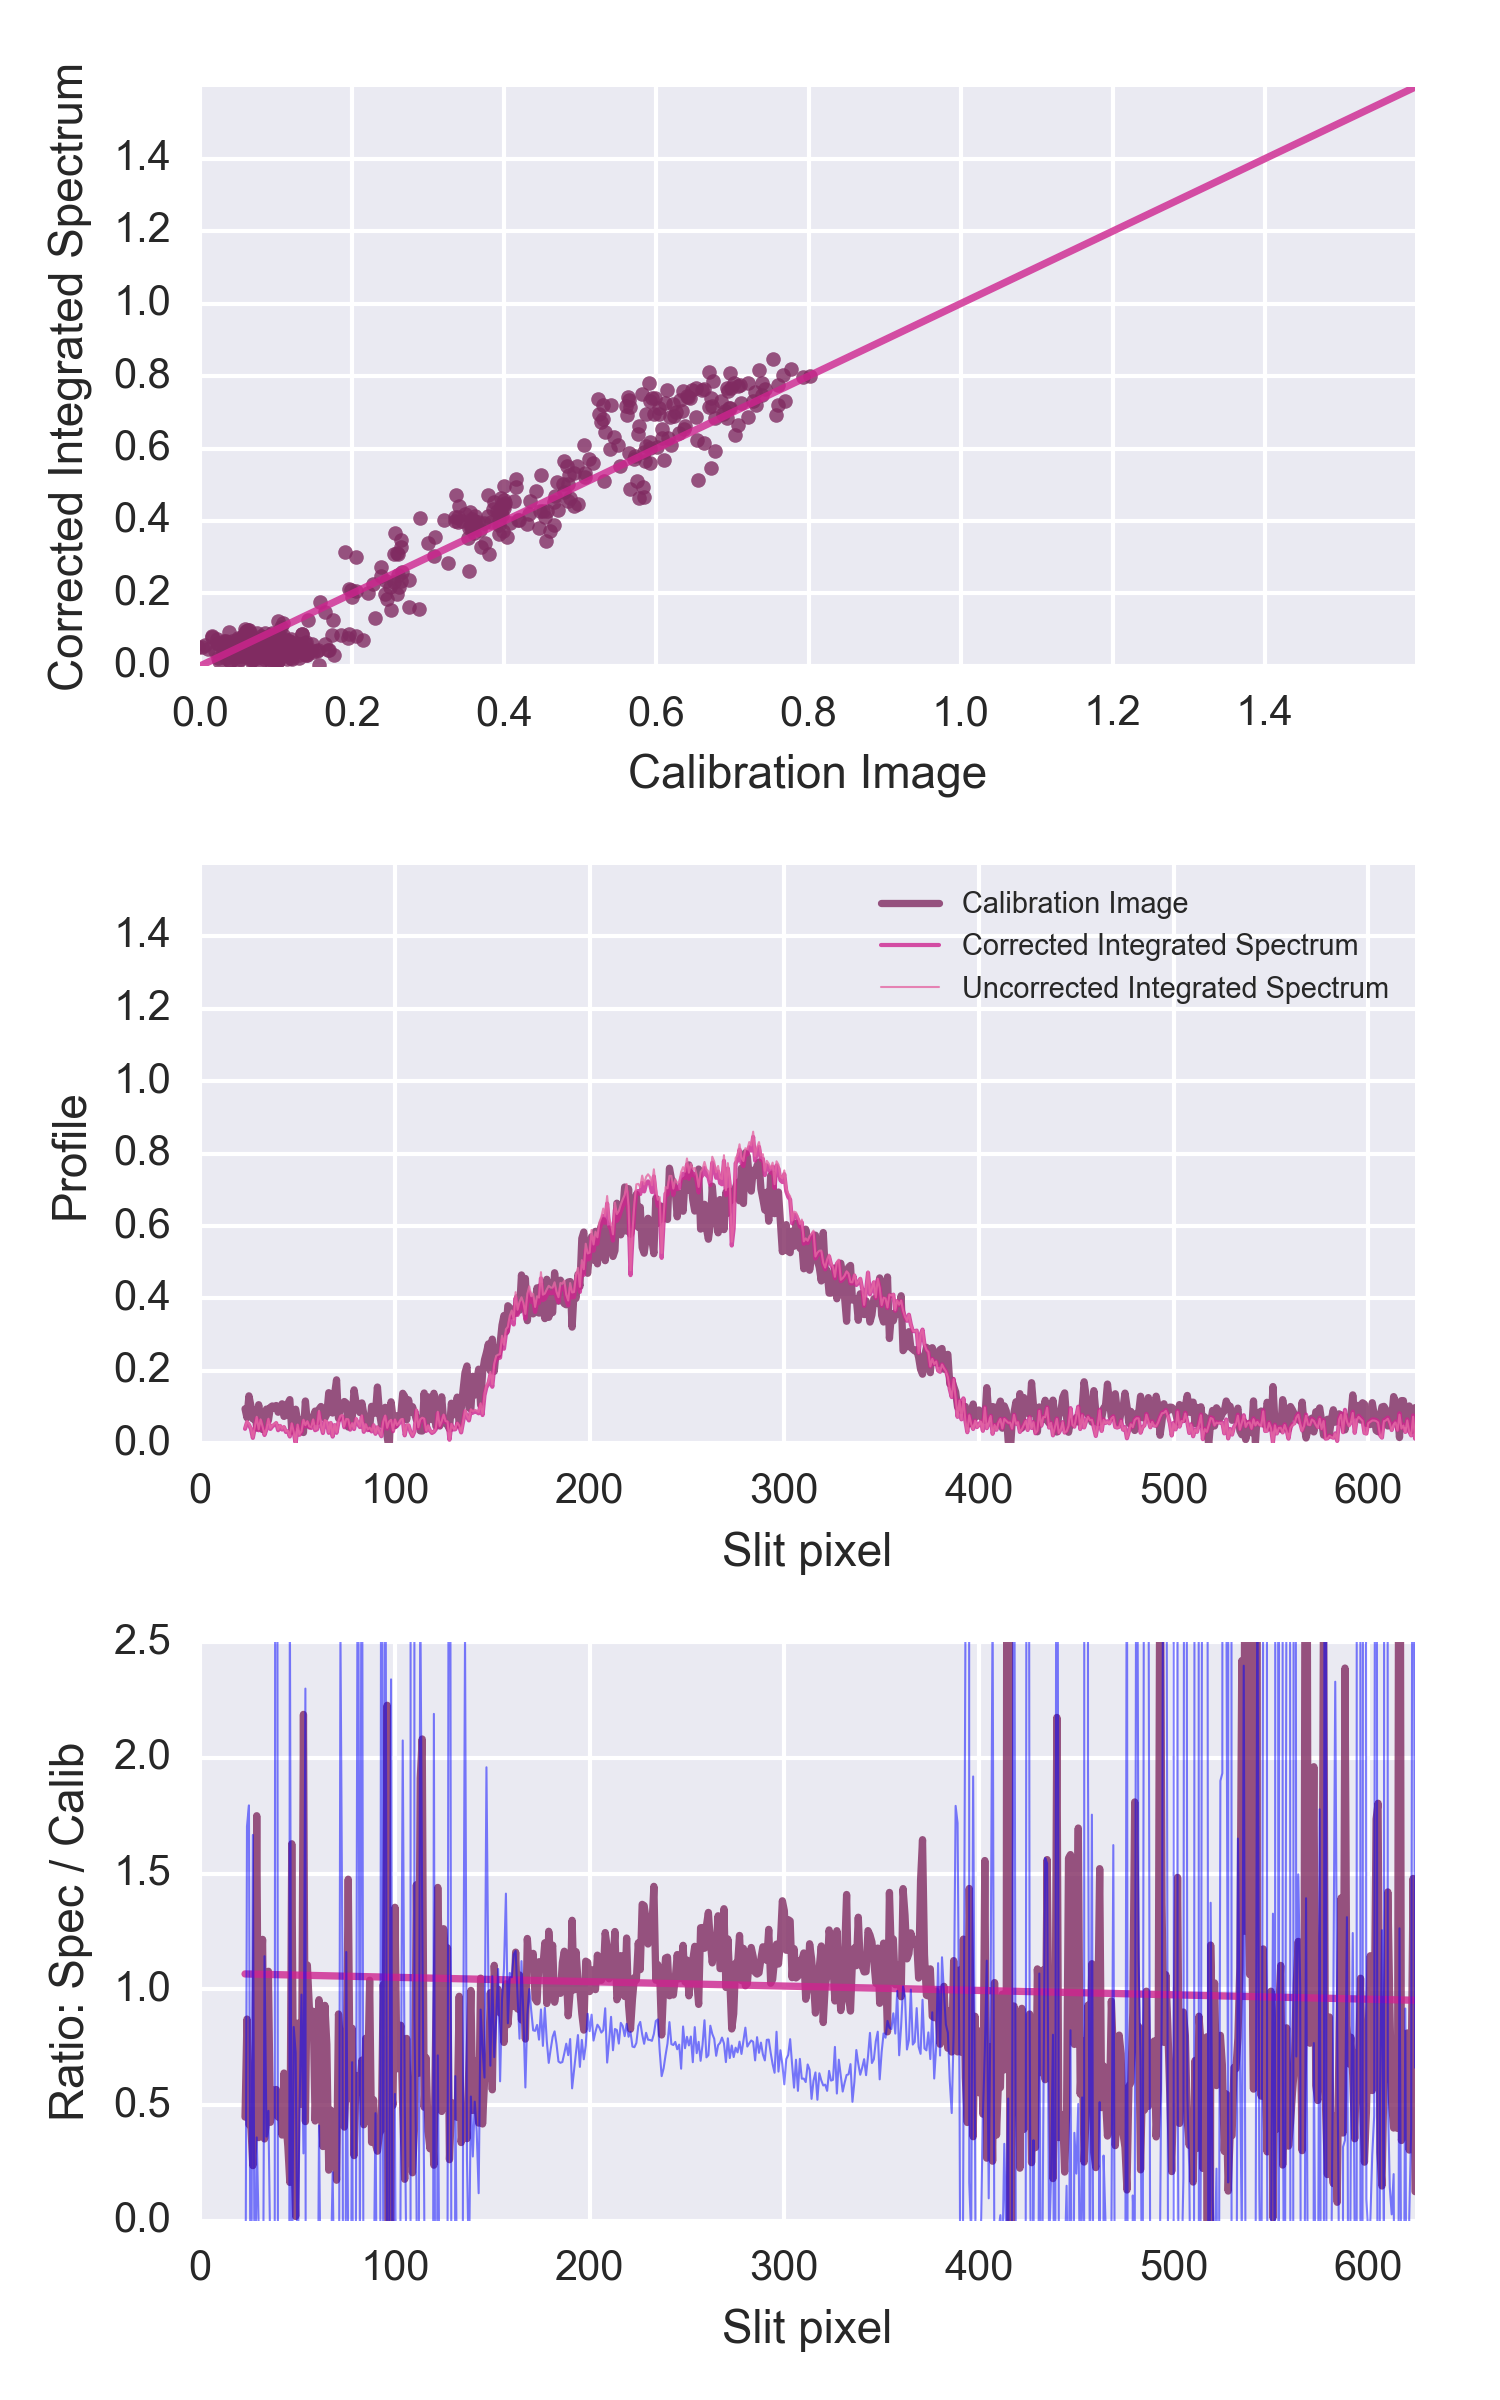 Corrected Integrated Spectrum
1.4
1.2
1.0
0.8
0.6
0.4
0.2
0.0
0.0 0.2 0.4 0.6 0.8 1.0 1.2 1.4
Calibration Image
Profile
1.4
1.2
1.0
0.8
0.6
0.4
0.2
0.0
Calibration Image
Corrected Integrated Spectrum
Uncorrected Integrated Spectrum
0 100 200 300 400 500 600
Slit pixel
Ratio: Spec / Calib
2.5
2.0
1.5
1.0
0.5
0.0
0 100 200 300 400 500 600
Slit pixel